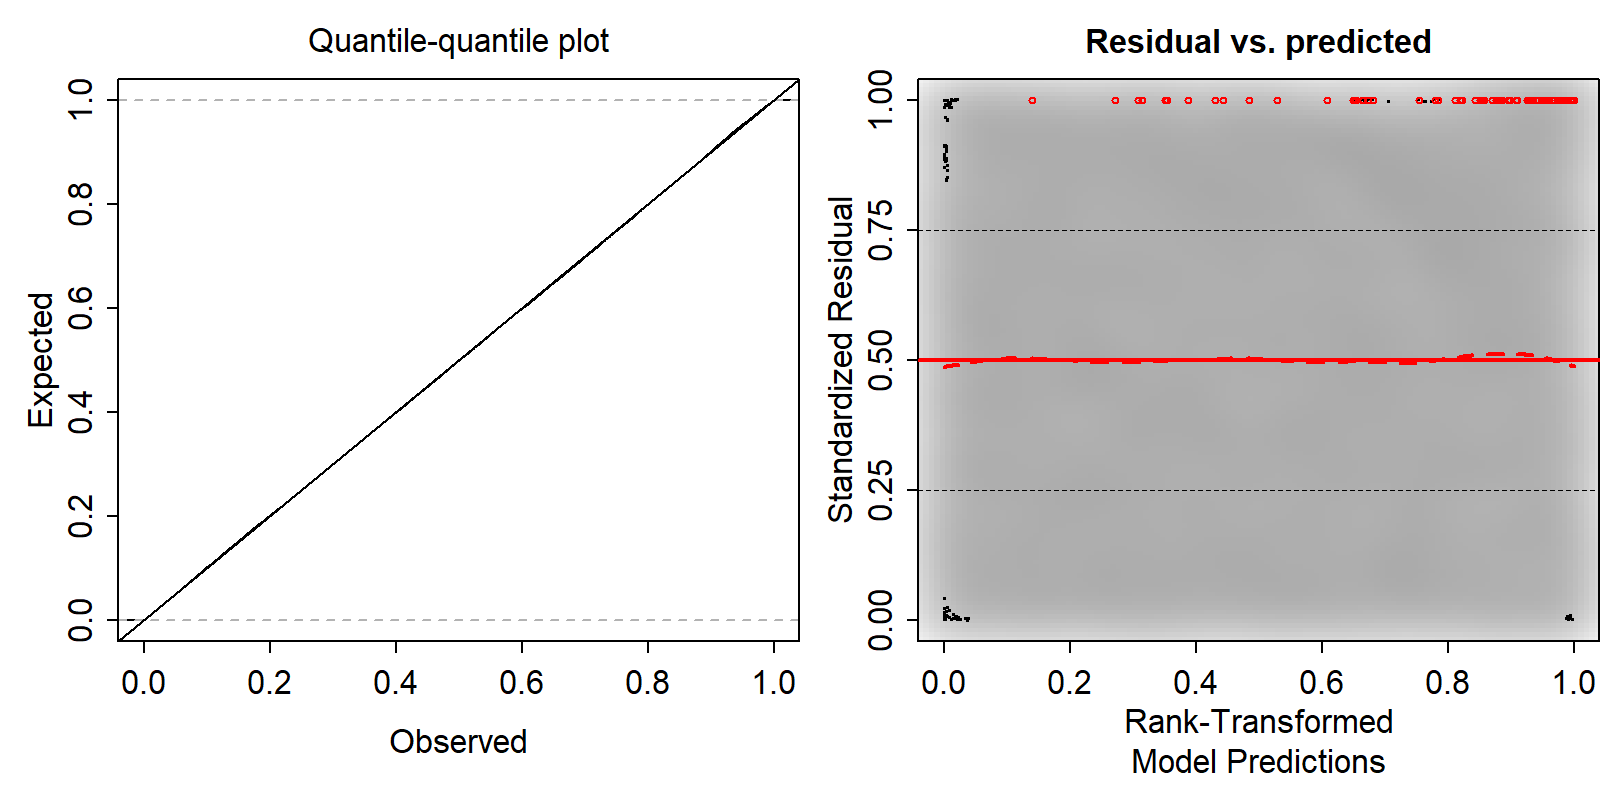 Quantile-quantile plot
Expected
0.0 0.2 0.4 0.6 0.8 1.0
0.0 0.2 0.4 0.6 0.8 1.0
Observed
Residual vs. predicted
Standardized Residual
0.00 0.25 0.50 0.75 1.00
0.0 0.2 0.4 0.6 0.8 1.0
Rank-Transformed
Model Predictions